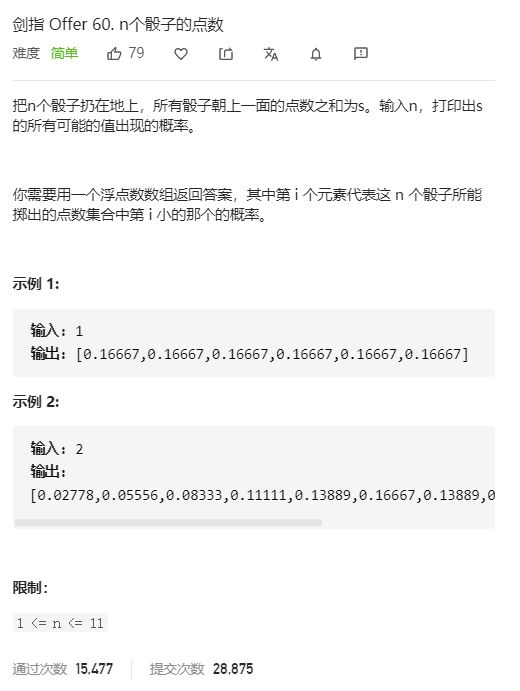 剑指 Offer 60. n个骰子的点数
难度 简单 79
把n个骰子扔在地上，所有骰子朝上一面的点数之和为s。输入n，打印出s
的所有可能的值出现的概率。
你需要用一个浮点数数组返回答案，其中第 i 个元素代表这 n 个骰子所能
掷出的点数集合中第 i 小的那个的概率。
示例 1:
输入: 1
输出: [0.16667,0.16667,0.16667,0.16667,0.16667,0.16667]
示例 2:
输入: 2
输出:
[0.02778,0.05556,0.08333,0.11111,0.13889,0.16667,0.13889,0
限制：
1 <= n <= 11
通过次数 15,477 提交次数 28,875